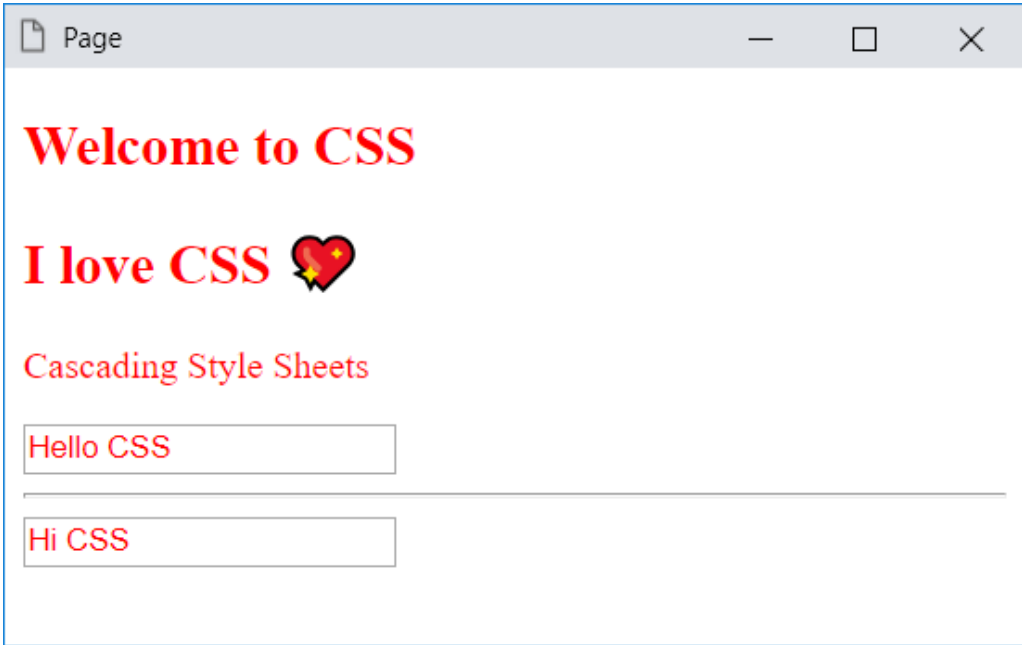 Page
Welcome to CSS
I love CSS 💖
Cascading Style Sheets
Hello CSS
Hi CSS